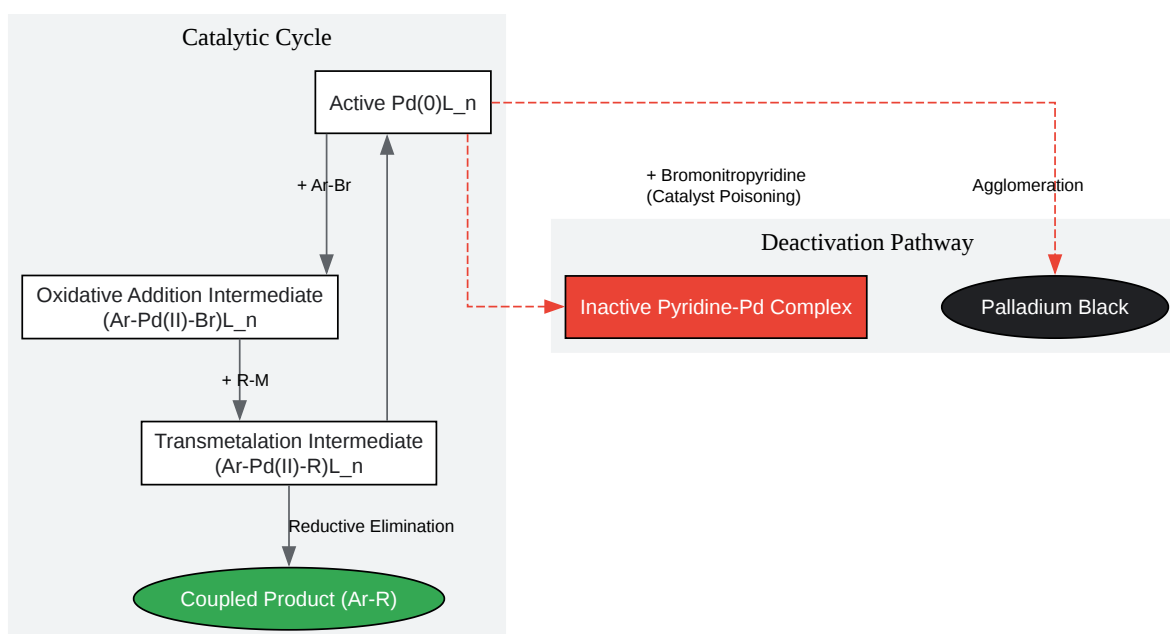 Catalytic Cycle
Active Pd(0)L_n
+ Ar-Br
+ Bromonitropyridine
(Catalyst Poisoning)
Agglomeration
Deactivation Pathway
Oxidative Addition Intermediate
(Ar-Pd(II)-Br)L_n
Inactive Pyridine-Pd Complex
Palladium Black
+ R-M
Transmetalation Intermediate
(Ar-Pd(II)-R)L_n
Reductive Elimination
Coupled Product (Ar-R)